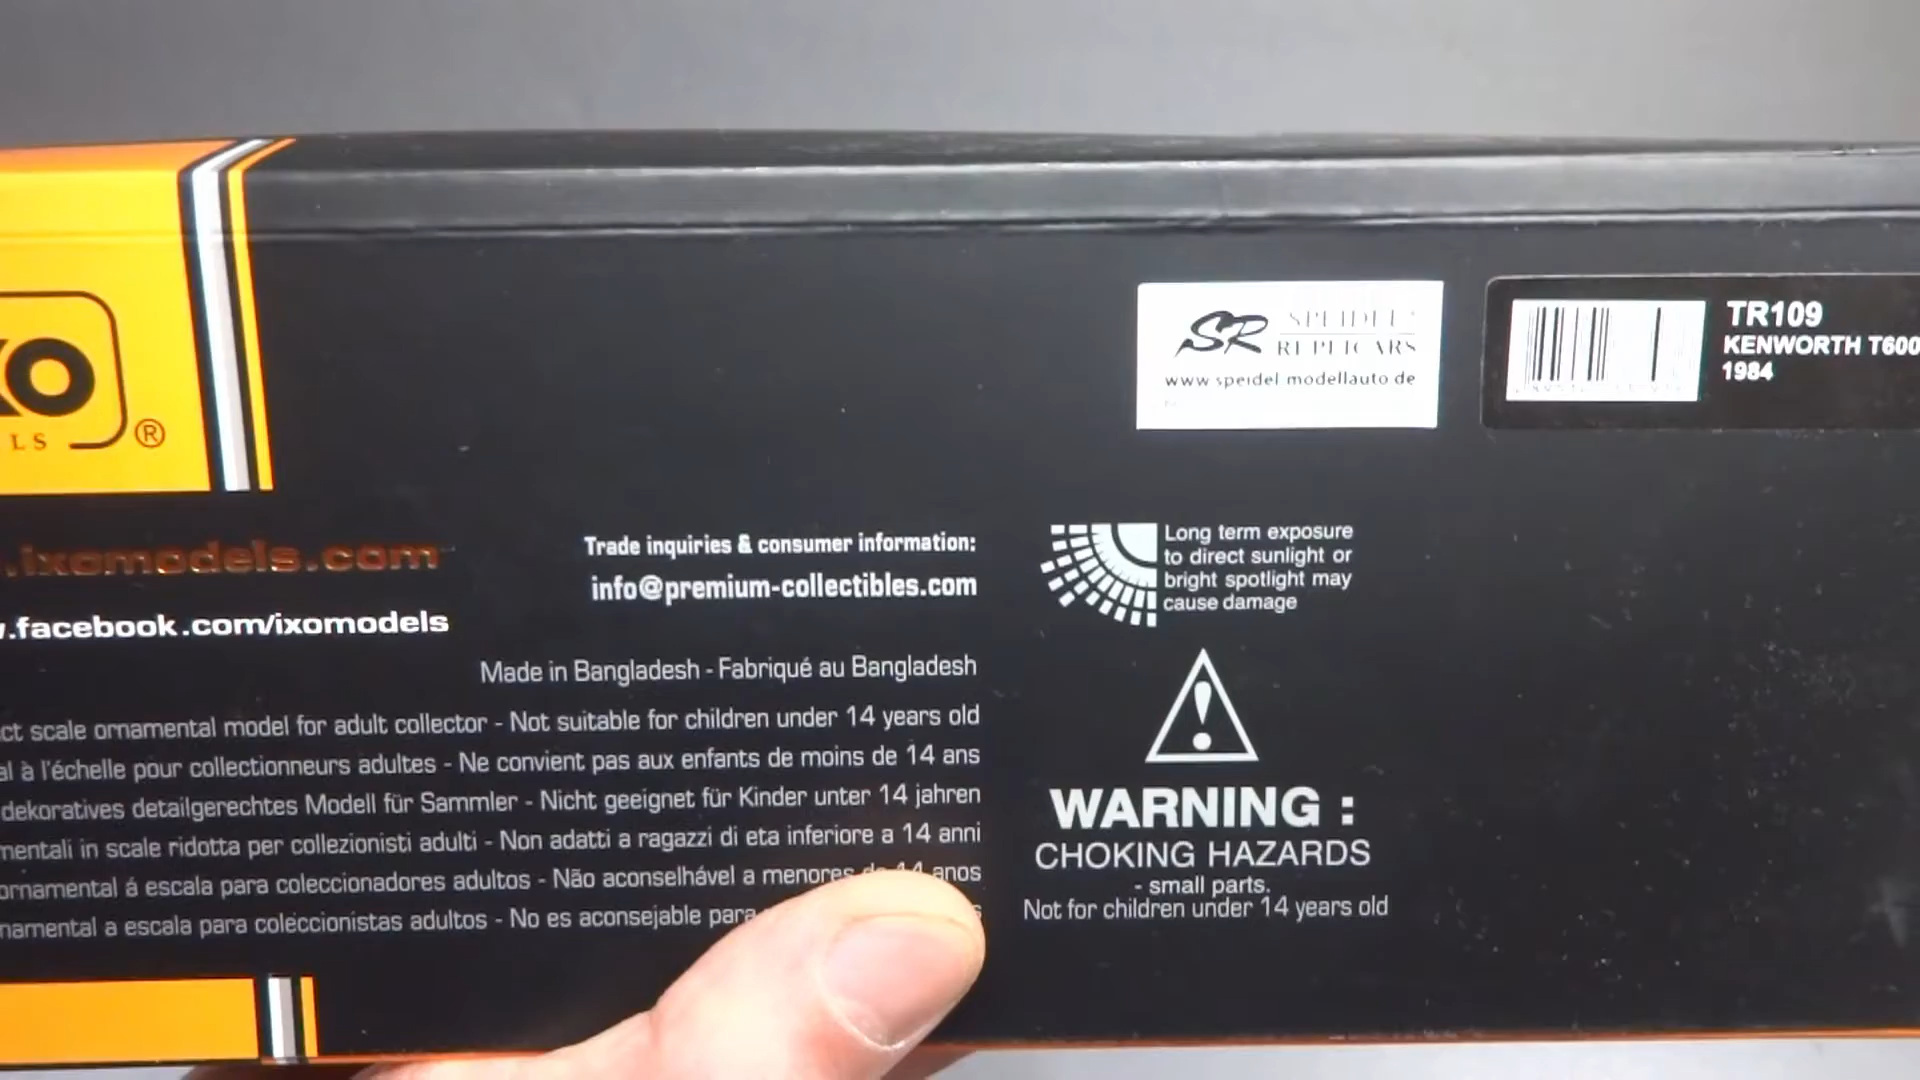 XO
LS ®
.ixomodels.com
.facebook.com/ixomodels
Trade inquiries & consumer information:
info@premium-collectibles.com
Made in Bangladesh - Fabriqué au Bangladesh
ct scale ornamental model for adult collector - Not suitable for children under 14 years old
al à l'échelle pour collectionneurs adultes - Ne convient pas aux enfants de moins de 14 ans
dekoratives detailgerechtes Modell für Sammler - Nicht geeignet für Kinder unter 14 jahren
mentali in scale ridotta per collezionisti adulti - Non adatti a ragazzi di eta inferiore a 14 anni
ornamental á escala para coleccionadores adultos - Não aconselhável a menores de 14 anos
namental a escala para coleccionistas adultos - No es aconsejable para
SR SPEIDEL'S
REPLICARS
www.speidel-modellauto.de
TR109
KENWORTH T600
1984
Long term exposure
to direct sunlight or
bright spotlight may
cause damage
WARNING :
CHOKING HAZARDS
- small parts.
Not for children under 14 years old